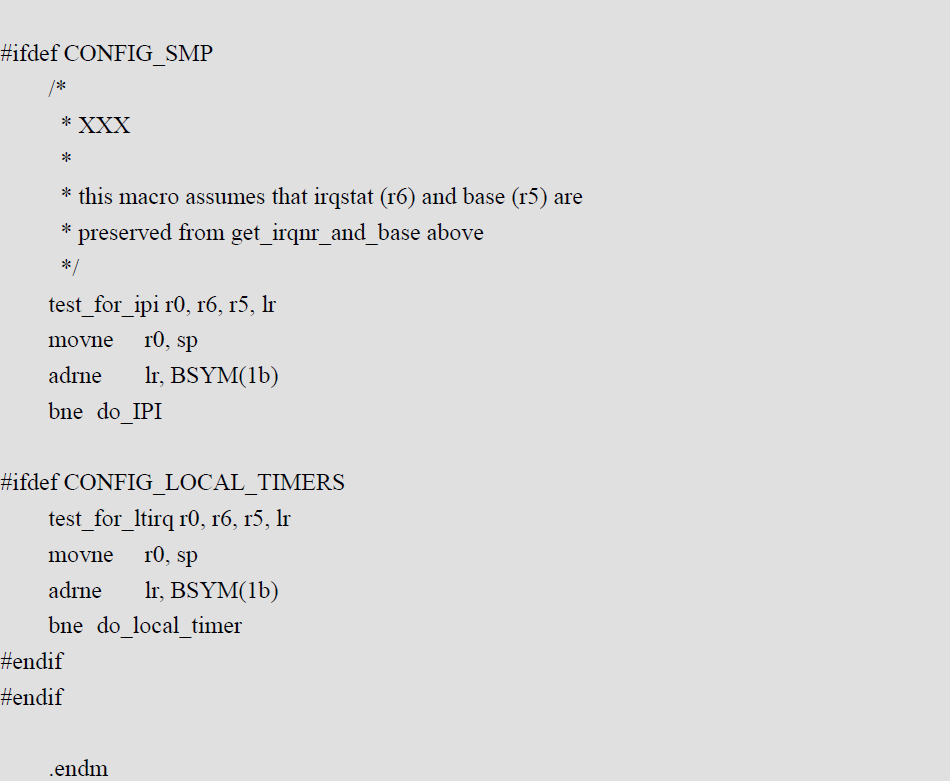 #ifdef CONFIG_SMP
/*
* XXX
*
* this macro assumes that irqstat (r6) and base (r5) are
* preserved from get_irqnr_and_base above
*/
test_for_ipi r0, r6, r5, lr
movne r0, sp
adrne lr, BSYM(1b)
bne do_IPI
#ifdef CONFIG_LOCAL_TIMERS
test_for_ltirq r0, r6, r5, lr
movne r0, sp
adrne lr, BSYM(1b)
bne do_local_timer
#endif
#endif
.endm